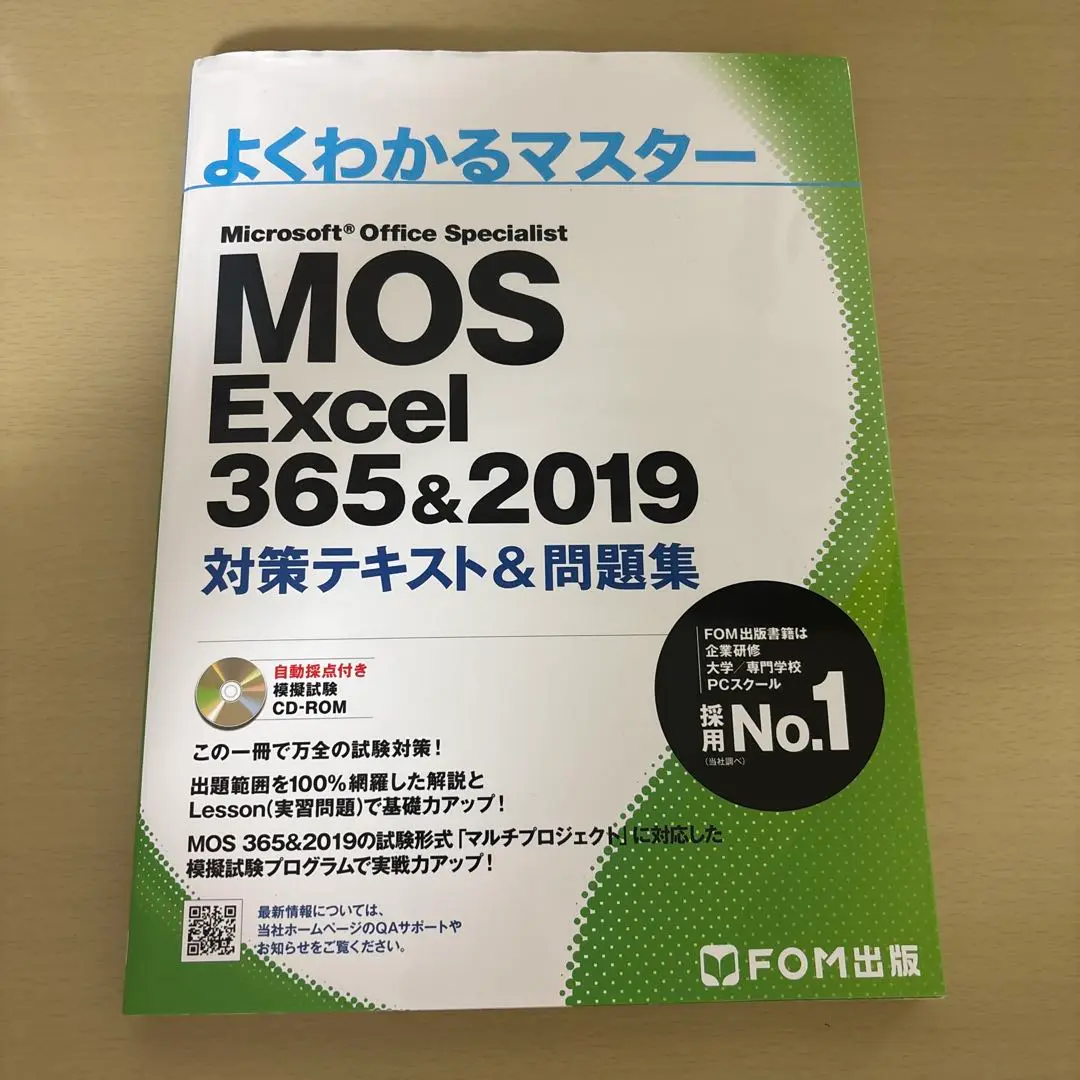 よくわかるマスター
Microsoft® Office Specialist
MOS
Excel
365&2019
対策テキスト&問題集
FOM出版書籍は
企業研修
大学/専門学校
PCスクール
採用 No.1
(当社調べ)
自動採点付き
模擬試験
CD-ROM
この一冊で万全の試験対策!
出題範囲を100%網羅した解説と
Lesson(実習問題)で基礎力アップ!
MOS 365&2019の試験形式「マルチプロジェクト」に対応した
模擬試験プログラムで実戦力アップ!
最新情報については、
当社ホームページのQAサポートや
お知らせをご覧ください。
FOM出版